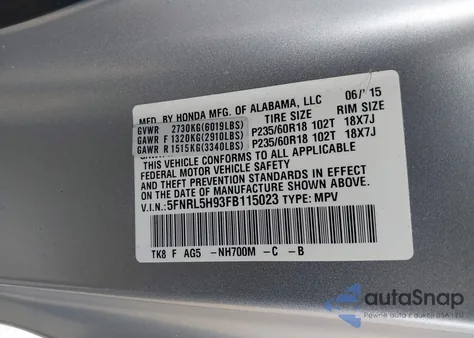 MFD. BY HONDA MFG. OF ALABAMA, LLC 06/'15
GVWR 2730KG(6019LBS) TIRE SIZE RIM SIZE
GAWR F 1320KG(2910LBS) P235/60R18 102T 18X7J
GAWR R 1515KG(3340LBS) P235/60R18 102T 18X7J
THIS VEHICLE CONFORMS TO ALL APPLICABLE
FEDERAL MOTOR VEHICLE SAFETY
STANDARDS IN EFFECT ON THE DATE OF
MANUFACTURE SHOWN ABOVE.
V.I.N: 5FNRL5H93FB115023 TYPE: MPV
TK8 F AG5 -NH700M -C -B
autoSnap